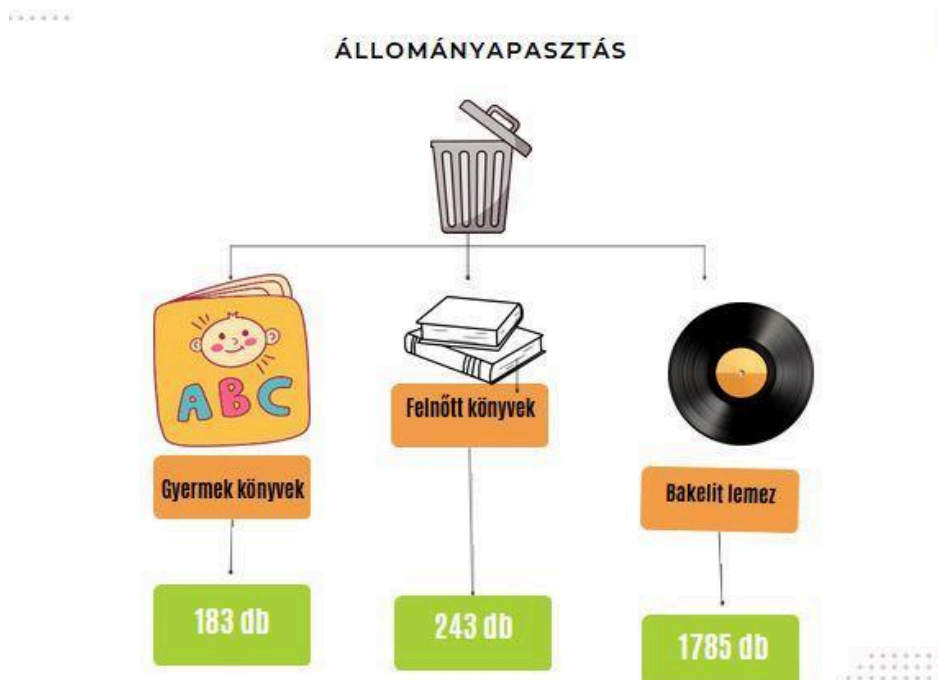 ÁLLOMÁNYAPASZTÁS
ABC
Gyermek könyvek
183 db
Felnőtt könyvek
243 db
Bakelit lemez
1785 db